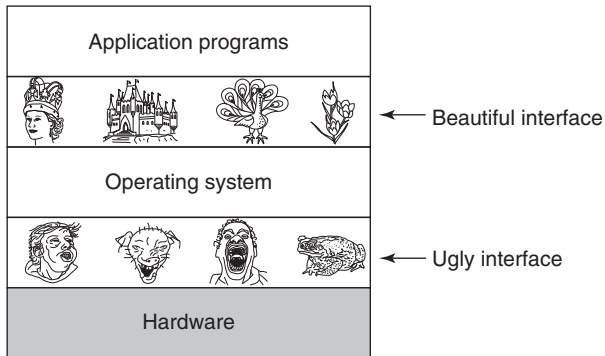 Application programs
Beautiful interface
Operating system
Ugly interface
Hardware